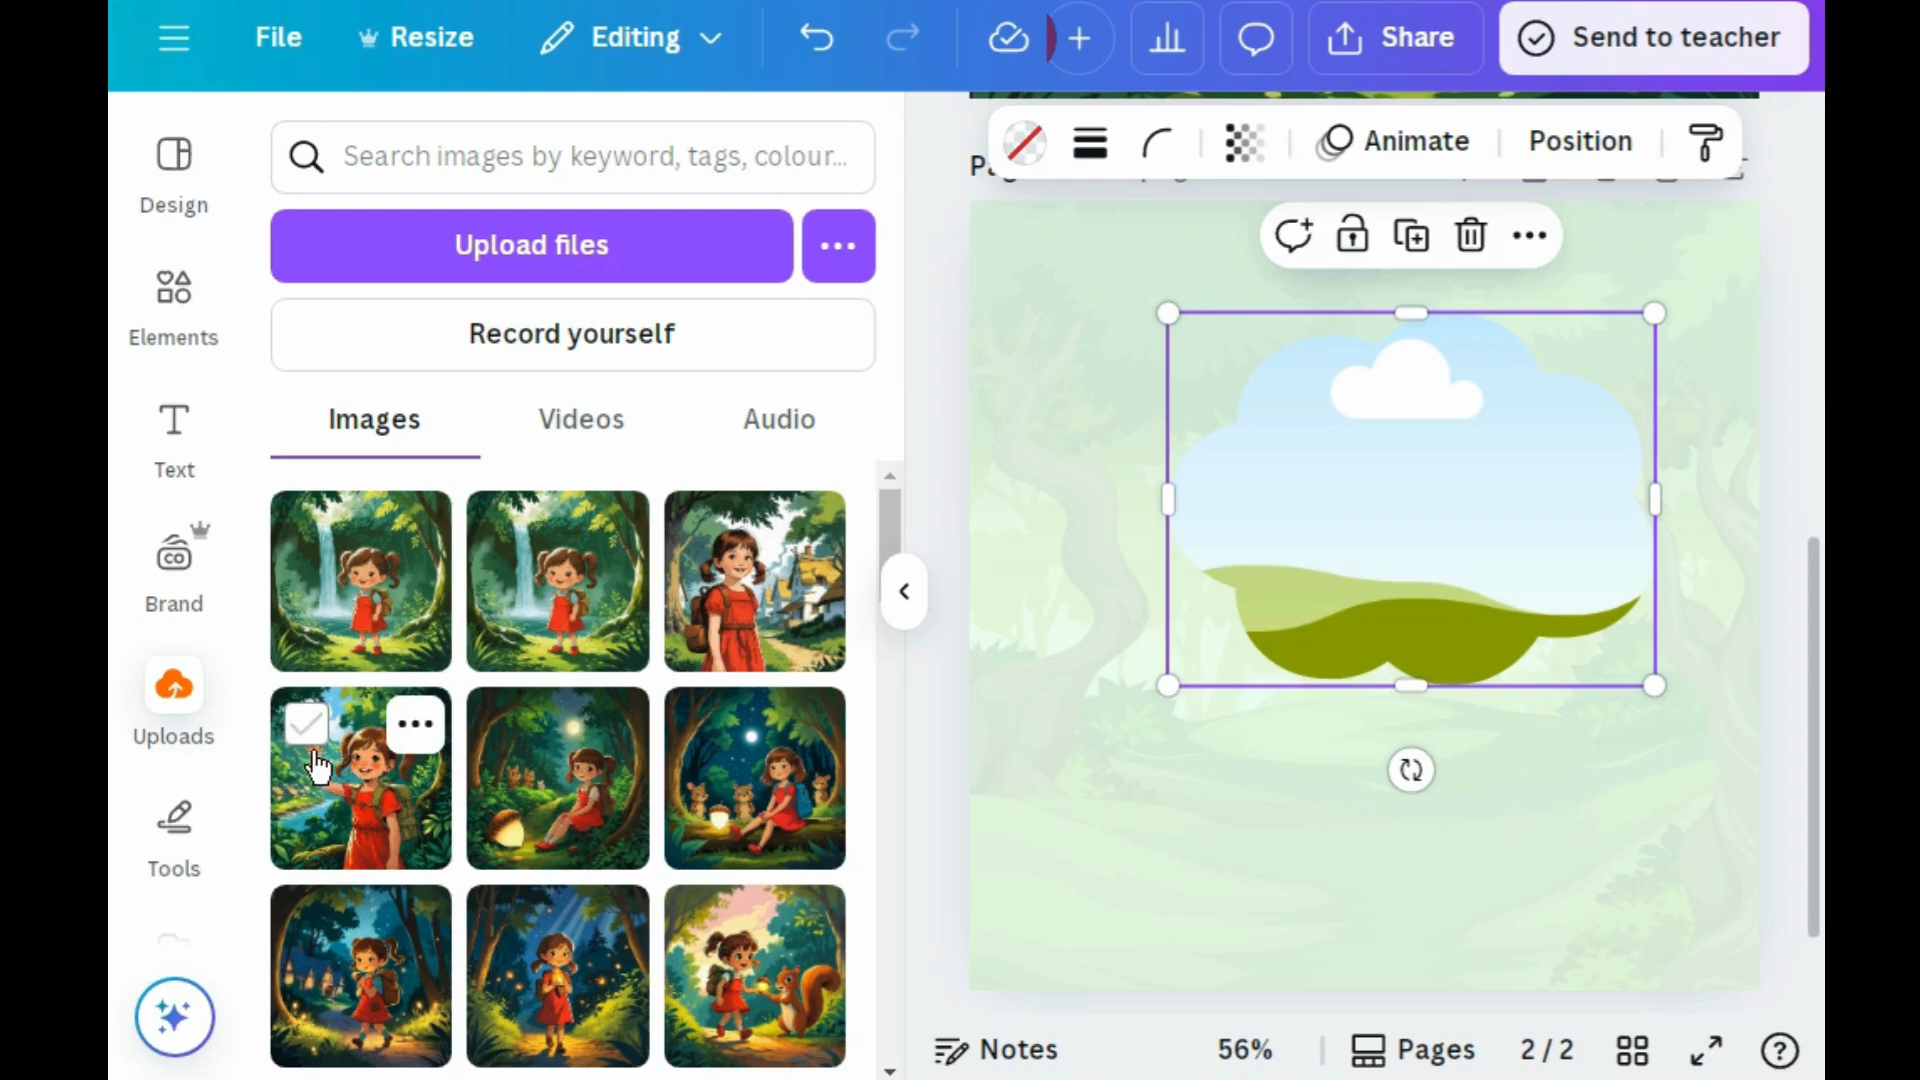 File
Resize
Editing
Share
Send to teacher
Design
Elements
Text
CO
Brand
Uploads
Tools
Search images by keyword, tags, colour...
Upload files
Record yourself
Images
Videos
Audio
Animate
Position
Notes
56%
Pages
2 / 2